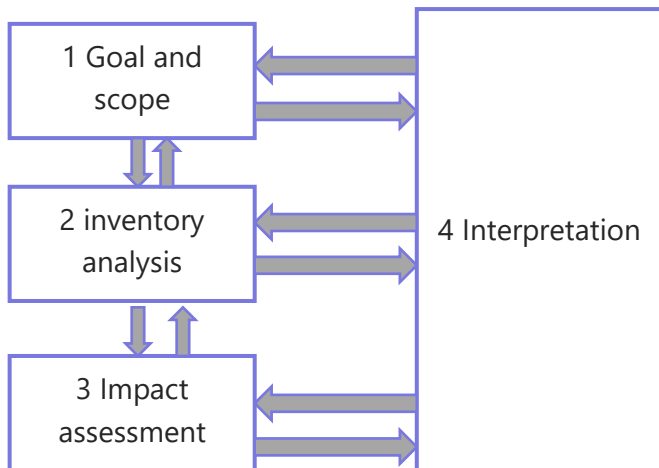 1 Goal and
scope
2 inventory
analysis
4 Interpretation
3 Impact
assessment